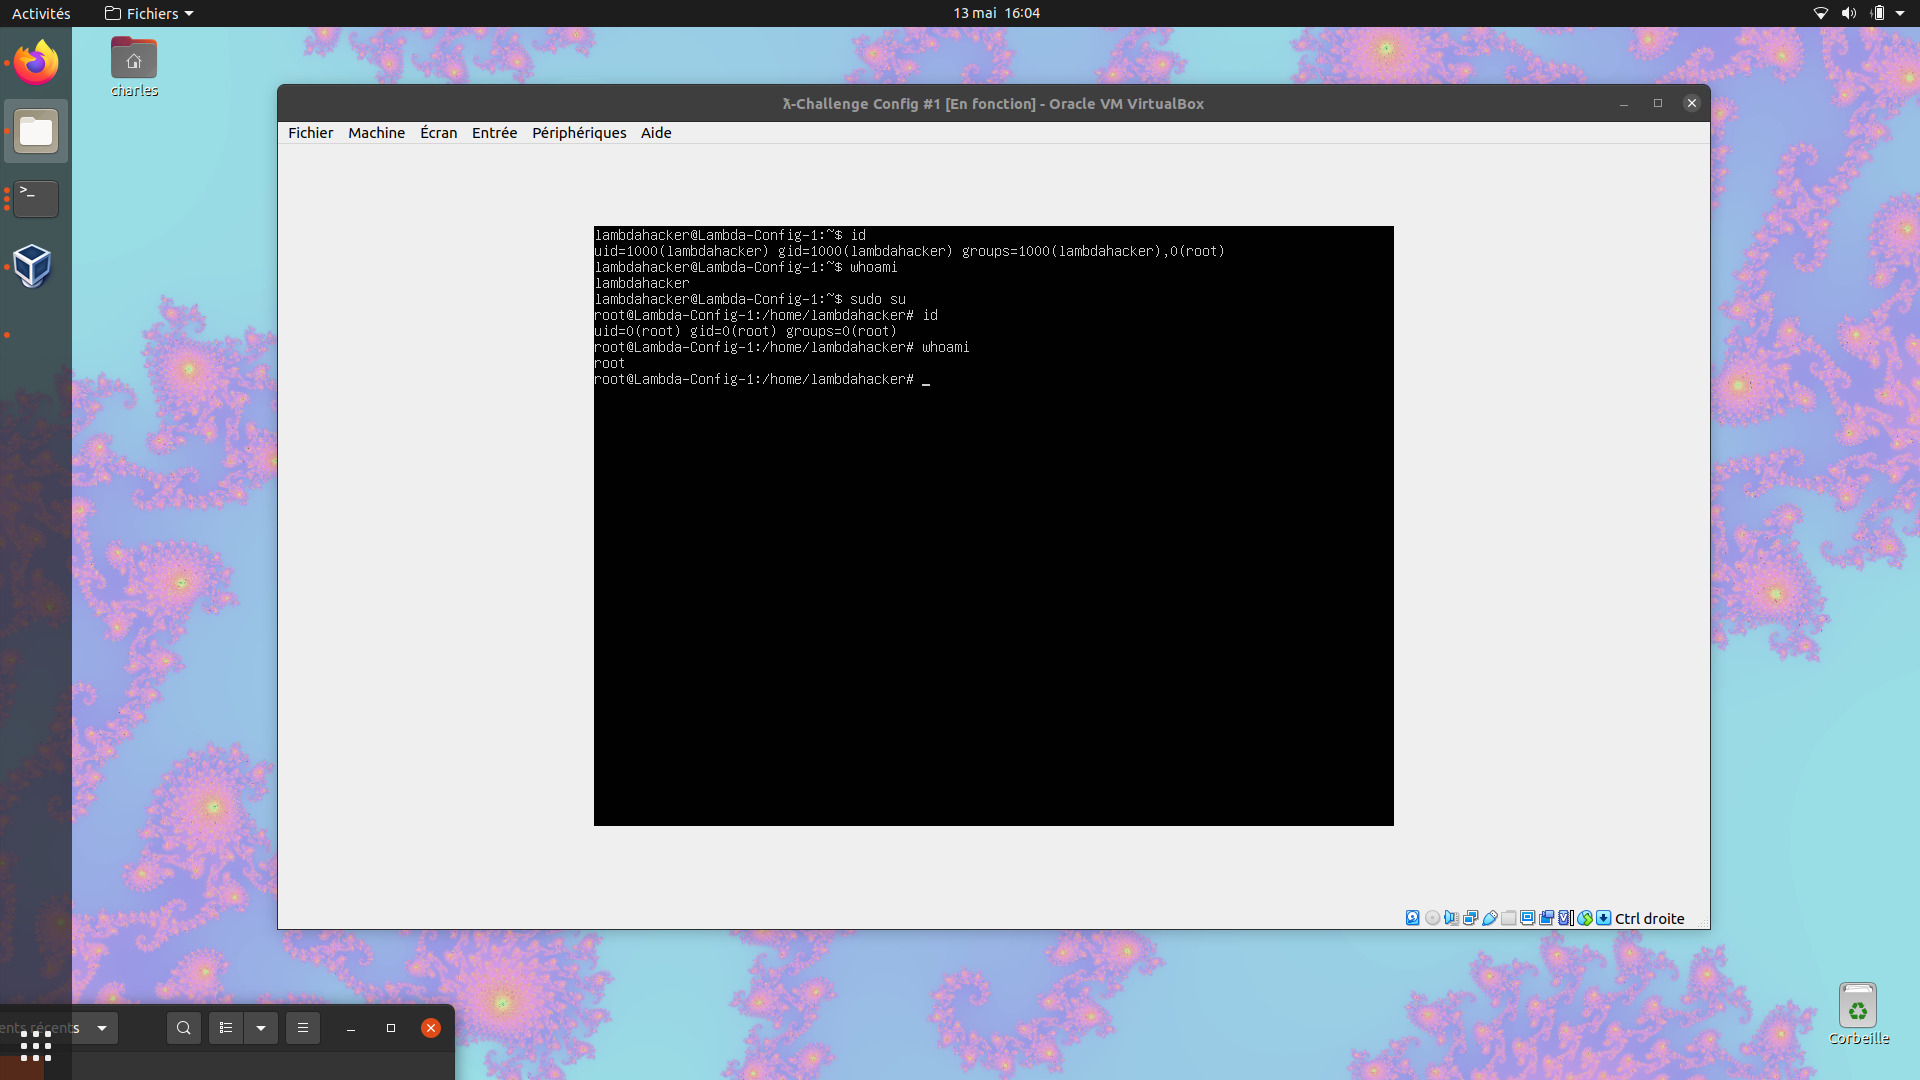 Activités
Fichiers
13 mai 16:04
charles
ƛ-Challenge Config #1 [En fonction] - Oracle VM VirtualBox
Fichier Machine Écran Entrée Périphériques Aide
lambdahacker@Lambda-Config-1:~$ id
uid=1000(lambdahacker) gid=1000(lambdahacker) groups=1000(lambdahacker),0(root)
lambdahacker@Lambda-Config-1:~$ whoami
lambdahacker
lambdahacker@Lambda-Config-1:~$ sudo su
root@Lambda-Config-1:/home/lambdahacker# id
uid=0(root) gid=0(root) groups=0(root)
root@Lambda-Config-1:/home/lambdahacker# whoami
root
root@Lambda-Config-1:/home/lambdahacker# _
Ctrl droite
ents récents
Corbeille